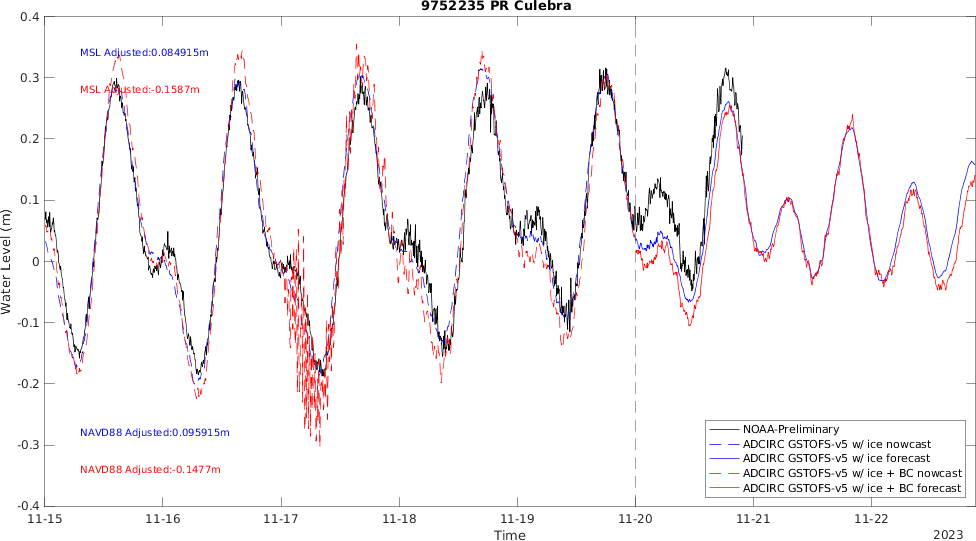 9752235 PR Culebra
0.4
0.3
0.2
0.1
0
-0.1
-0.2
-0.3
-0.4
Water Level (m)
MSL Adjusted:0.084915m
MSL Adjusted:-0.1587m
NAVD88 Adjusted:0.095915m
NAVD88 Adjusted:-0.1477m
NOAA-Preliminary
ADCIRC GSTOFS-v5 w/ ice nowcast
ADCIRC GSTOFS-v5 w/ ice forecast
ADCIRC GSTOFS-v5 w/ ice + BC nowcast
ADCIRC GSTOFS-v5 w/ ice + BC forecast
11-15 11-16 11-17 11-18 11-19 11-20 11-21 11-22
Time
2023